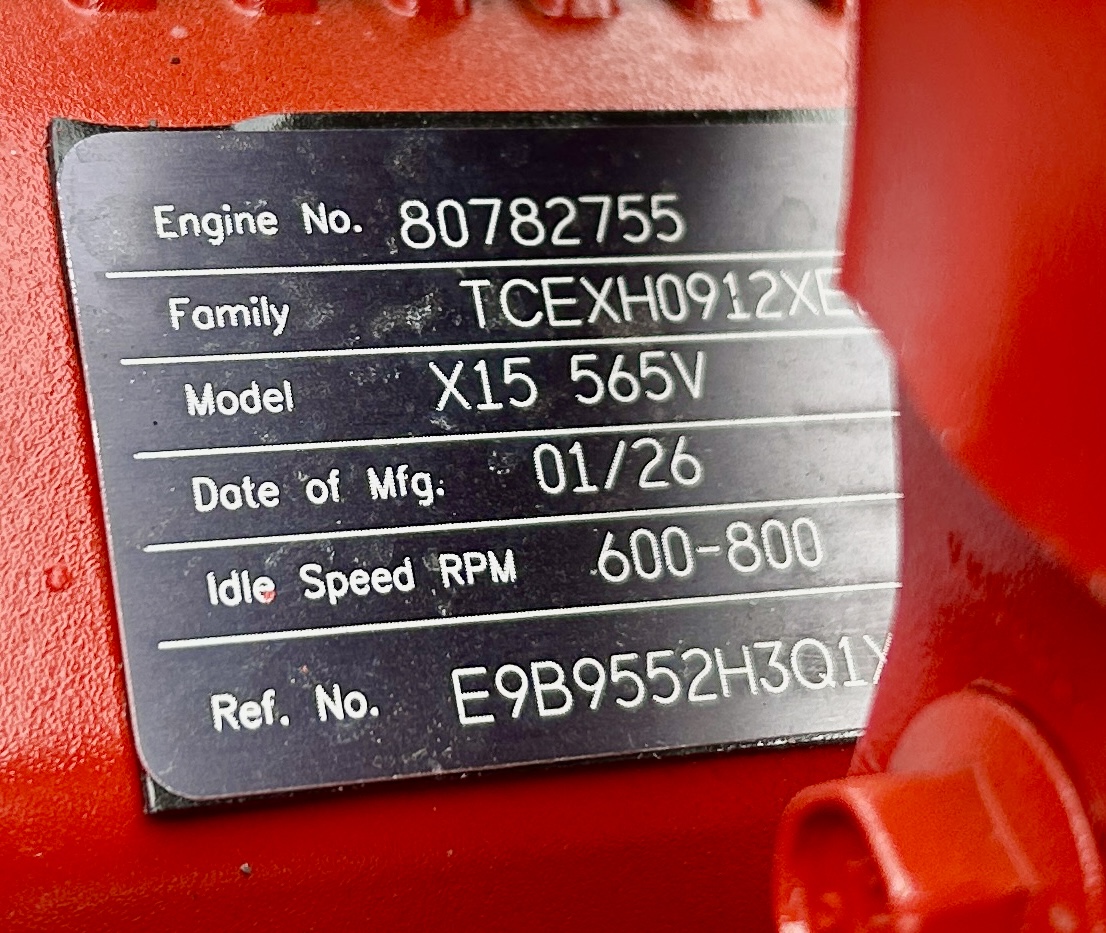 Engine No. 80782755
Family TCEXH0912XE
Model X15 565V
Date of Mfg. 01/26
Idle Speed RPM 600-800
Ref. No. E9B9552H3Q1X